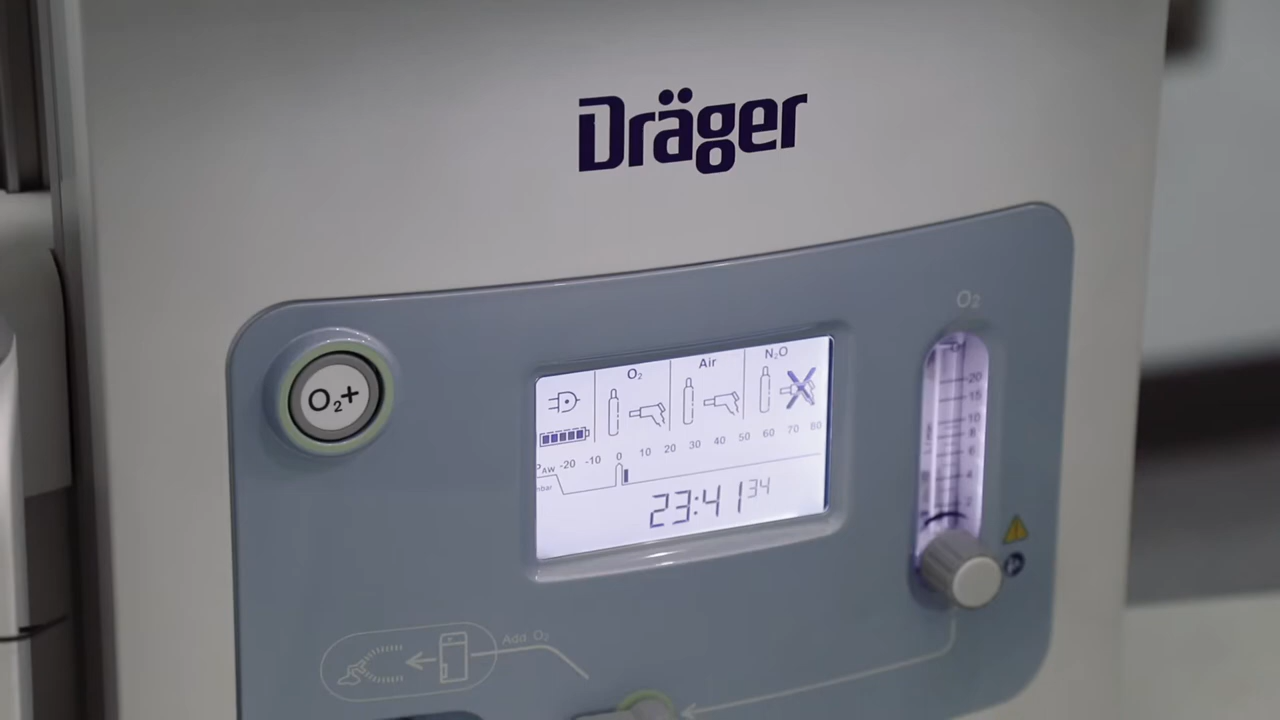 Dräger
O₂
O₂+
O₂ Air N₂O
PAW -20 -10 0 10 20 30 40 50 60 70 80
mbar
23:41 34
20
15
10
8
6
4
2
Add. O₂